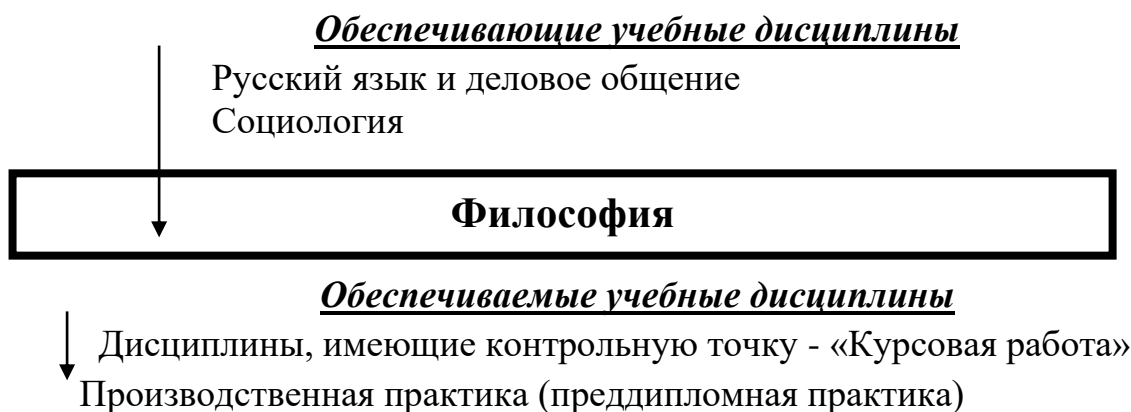 Обеспечивающие учебные дисциплины
Русский язык и деловое общение
Социология
Философия
Обеспечиваемые учебные дисциплины
Дисциплины, имеющие контрольную точку - «Курсовая работа»
Производственная практика (преддипломная практика)